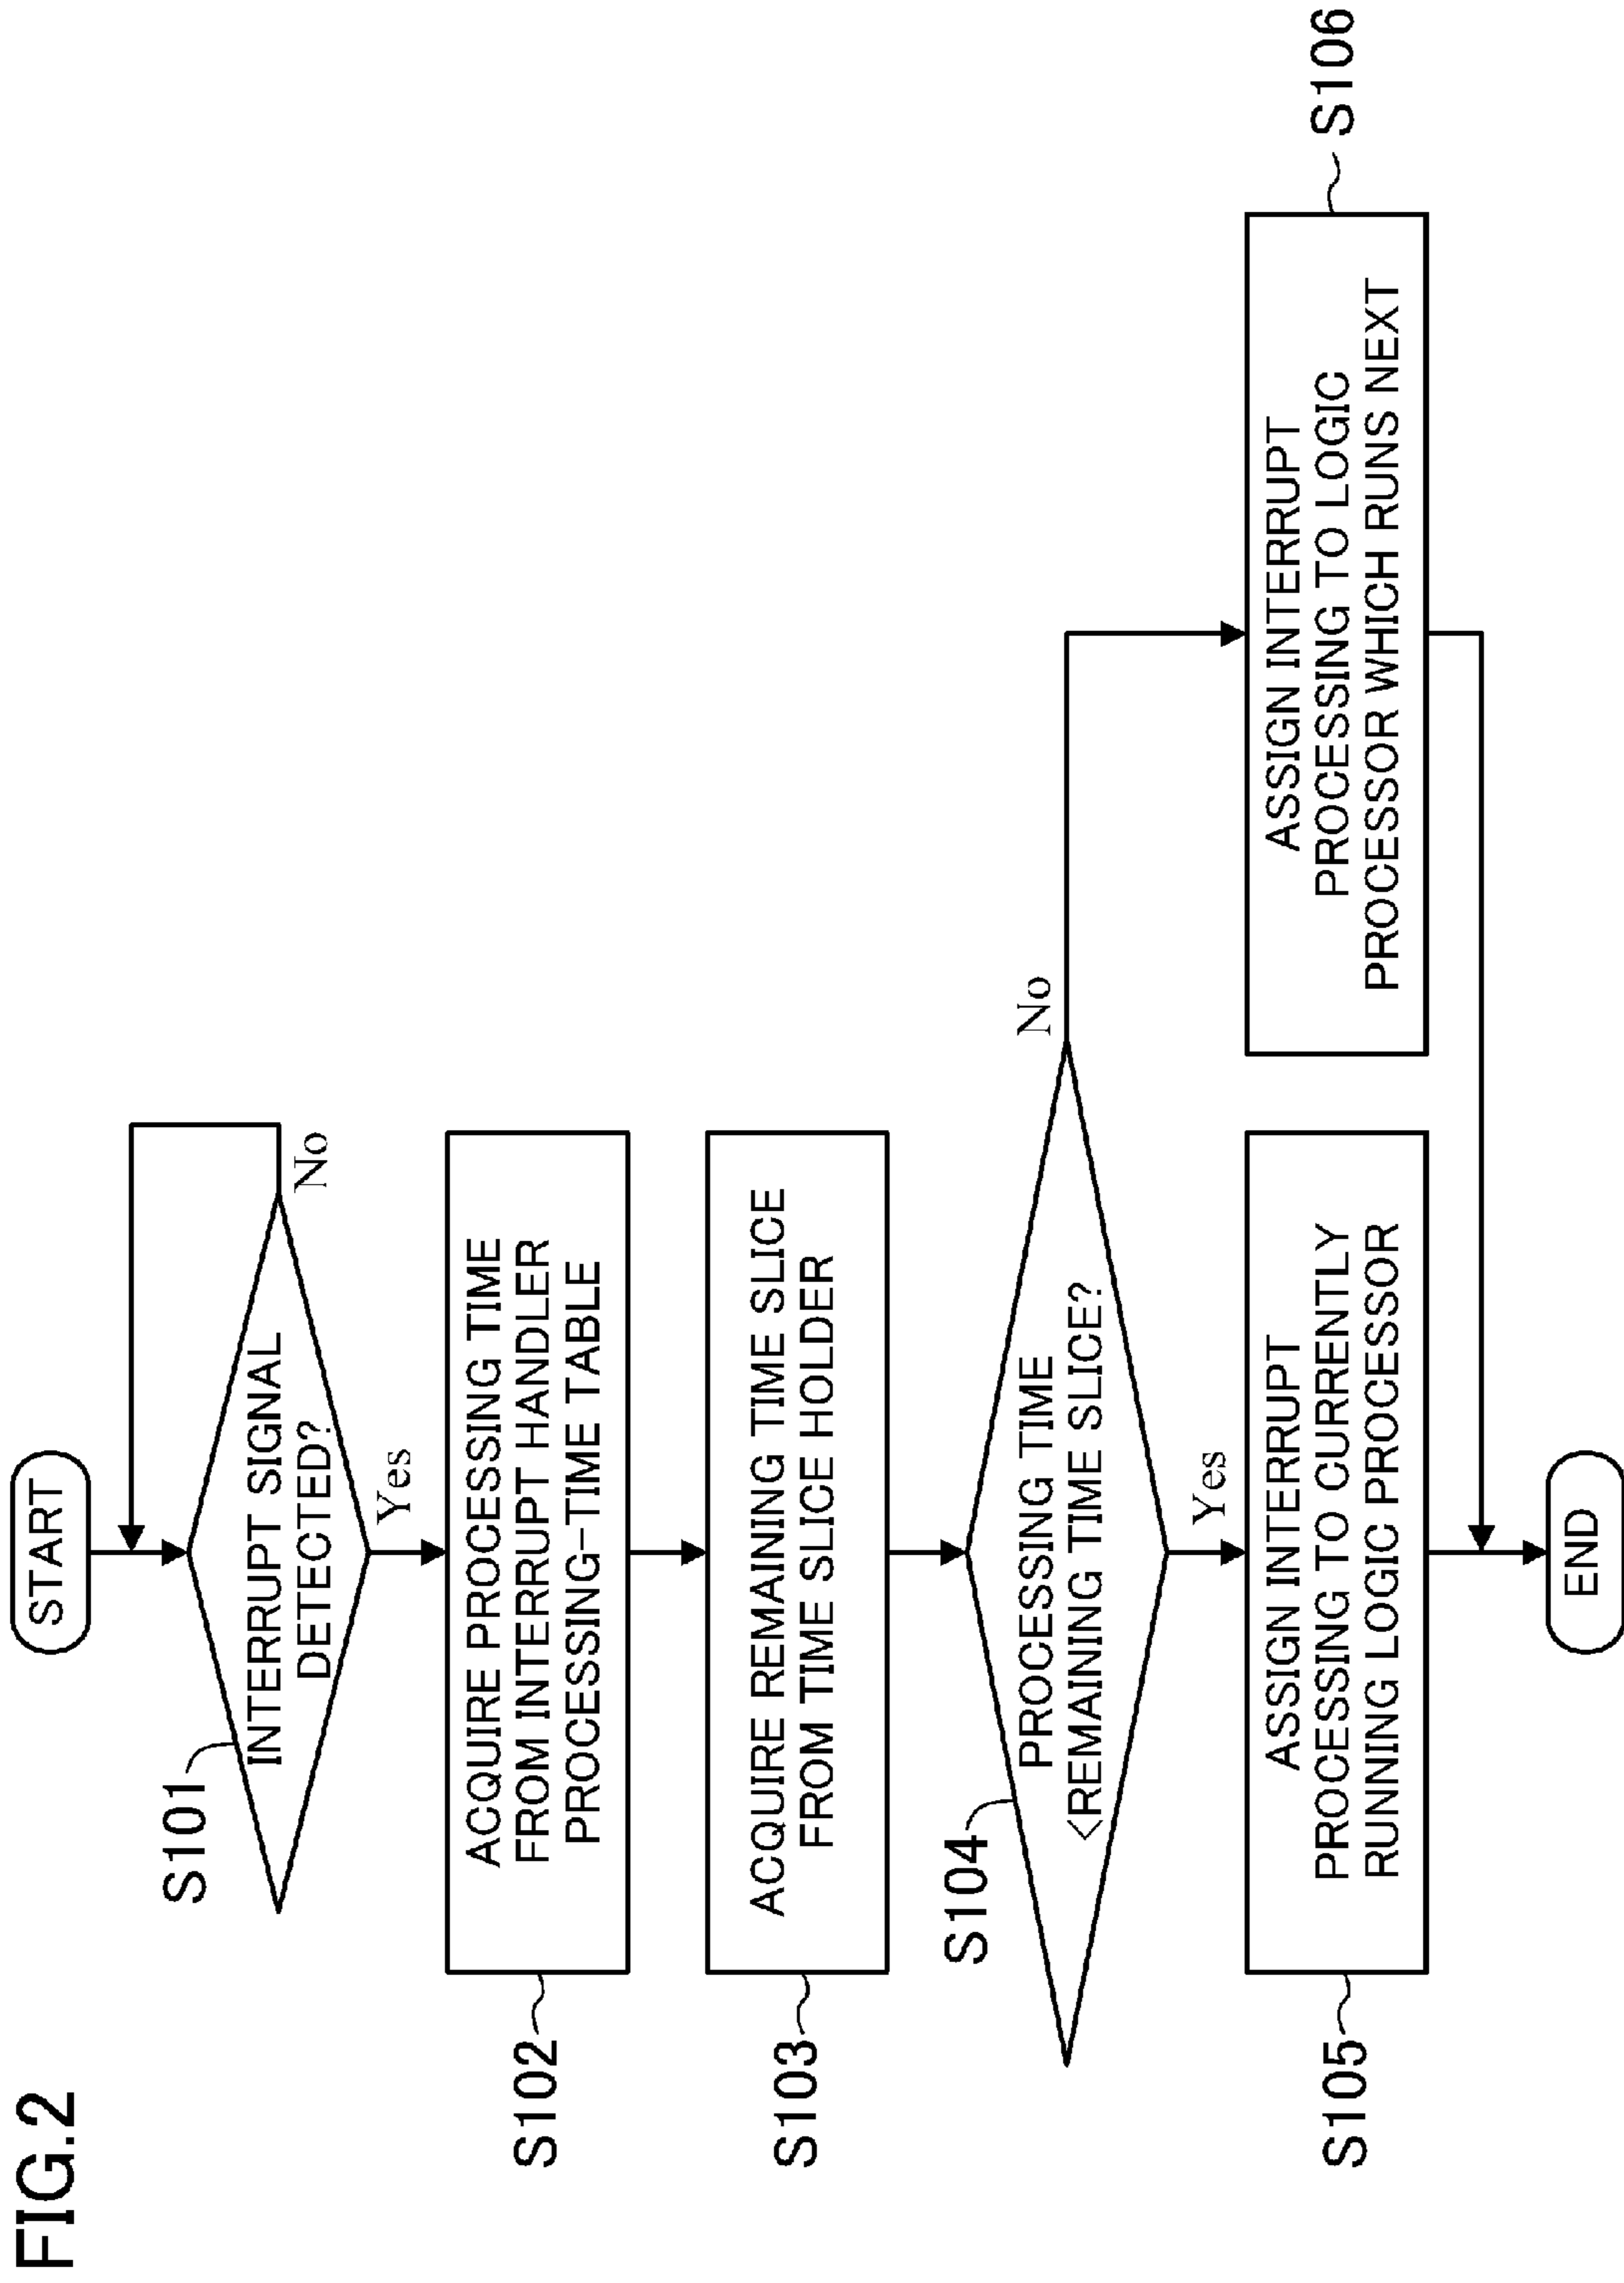 FIG.2
START
S101
INTERRUPT SIGNAL
DETECTED?
No
Yes
S102
ACQUIRE PROCESSING TIME
FROM INTERRUPT HANDLER
PROCESSING-TIME TABLE
S103
ACQUIRE REMAINING TIME SLICE
FROM TIME SLICE HOLDER
S104
PROCESSING TIME
<REMAINING TIME SLICE?
No
Yes
S105
ASSIGN INTERRUPT
PROCESSING TO CURRENTLY
RUNNING LOGIC PROCESSOR
ASSIGN INTERRUPT
PROCESSING TO LOGIC
PROCESSOR WHICH RUNS NEXT
S106
END